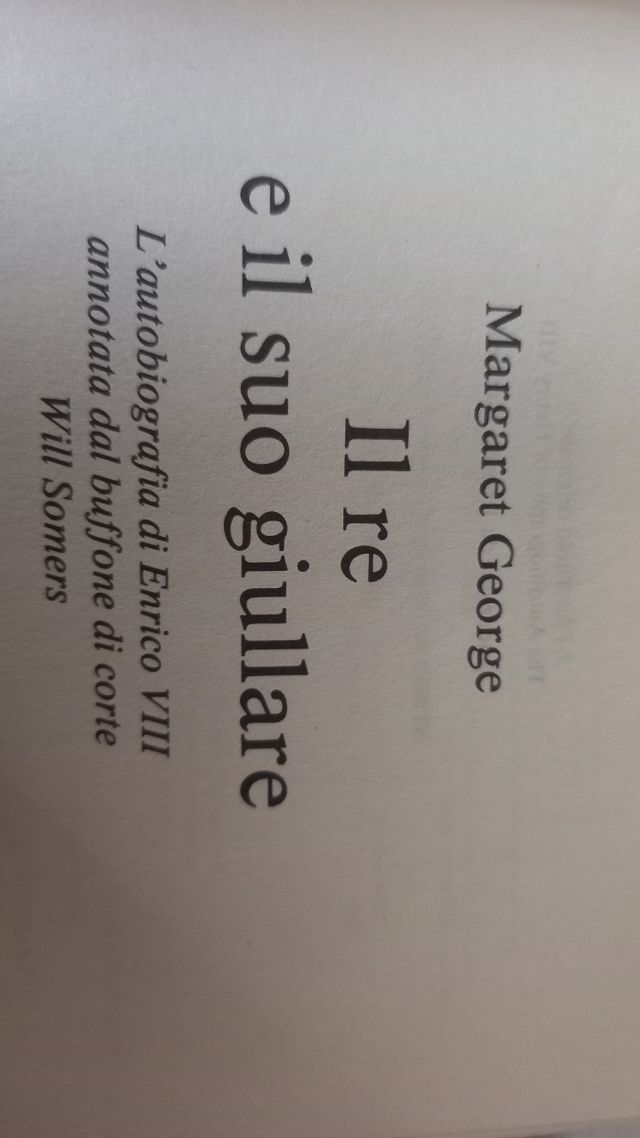 Margaret George
Il re
e il suo giullare
L'autobiografia di Enrico VIII
annotata dal buffone di corte
Will Somers